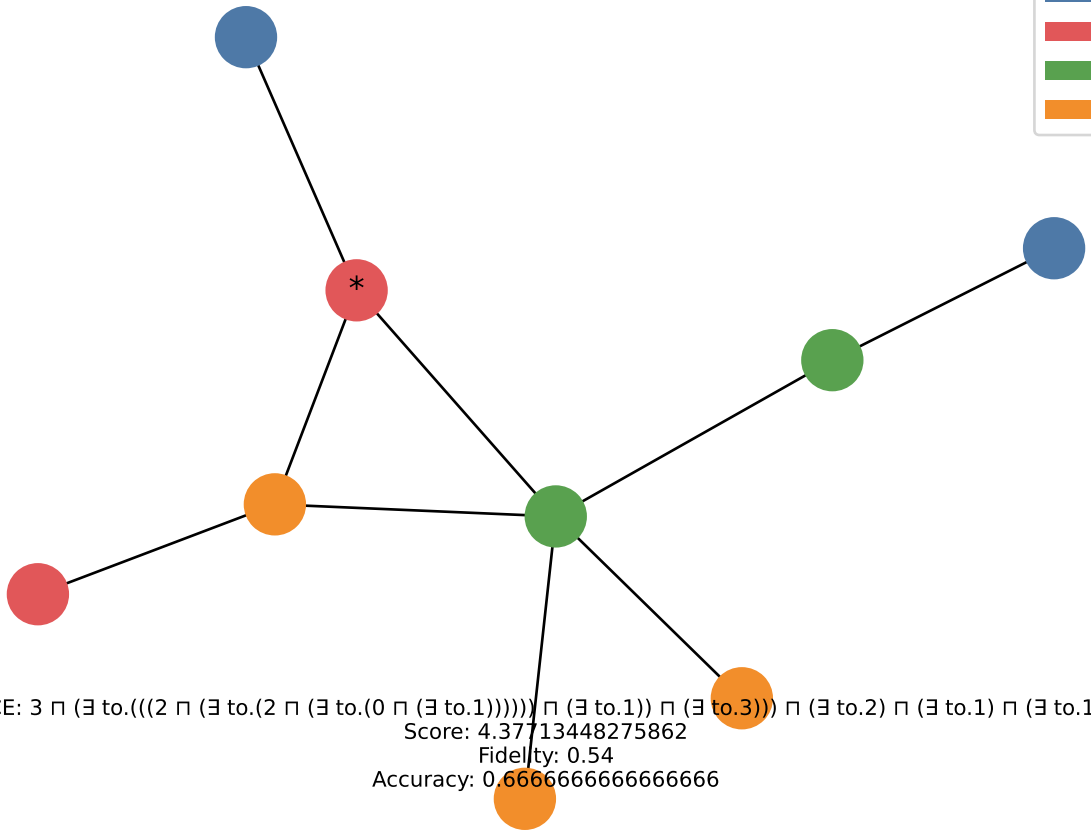 *
CE: 3 ⊓ (∃ to.(((2 ⊓ (∃ to.(2 ⊓ (∃ to.(0 ⊓ (∃ to.1)))))) ⊓ (∃ to.1)) ⊓ (∃ to.3))) ⊓ (∃ to.2) ⊓ (∃ to.1) ⊓ (∃ to.1
Score: 4.37713448275862
Fidelity: 0.54
Accuracy: 0.6666666666666666